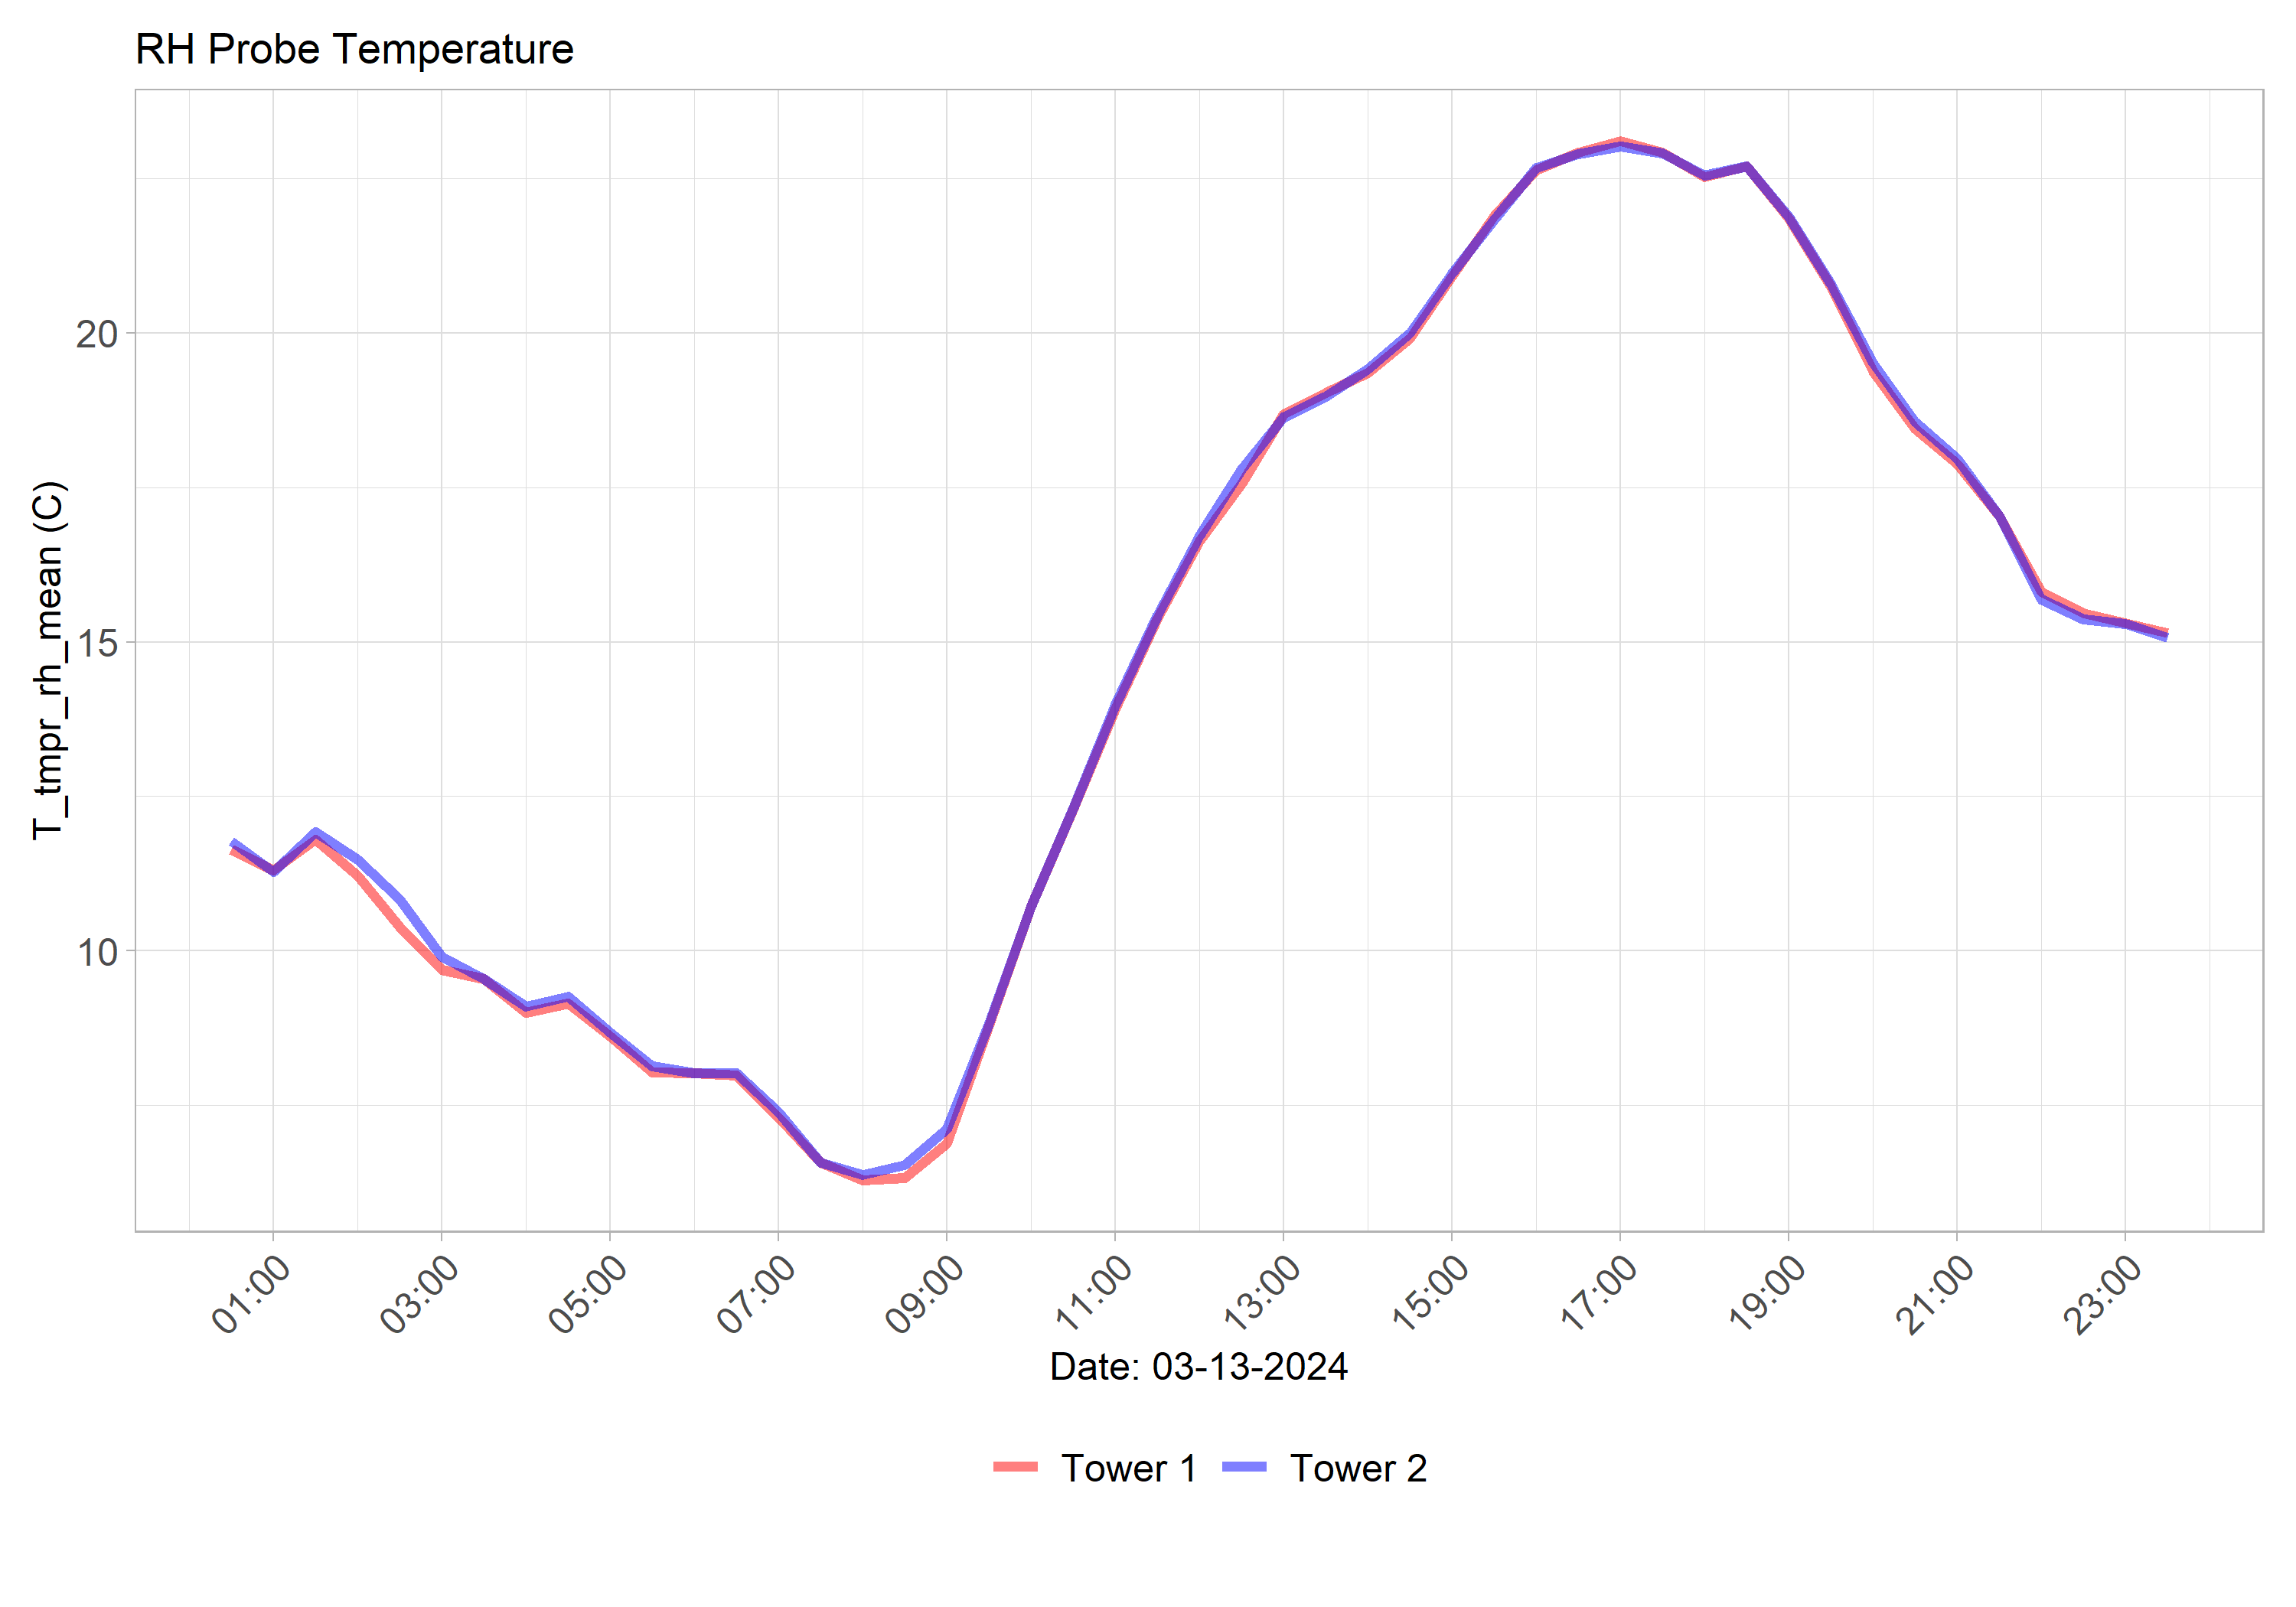 RH Probe Temperature
T_tmpr_rh_mean (C)
20
15
10
01:00 03:00 05:00 07:00 09:00 11:00 13:00 15:00 17:00 19:00 21:00 23:00
Date: 03-13-2024
Tower 1 Tower 2